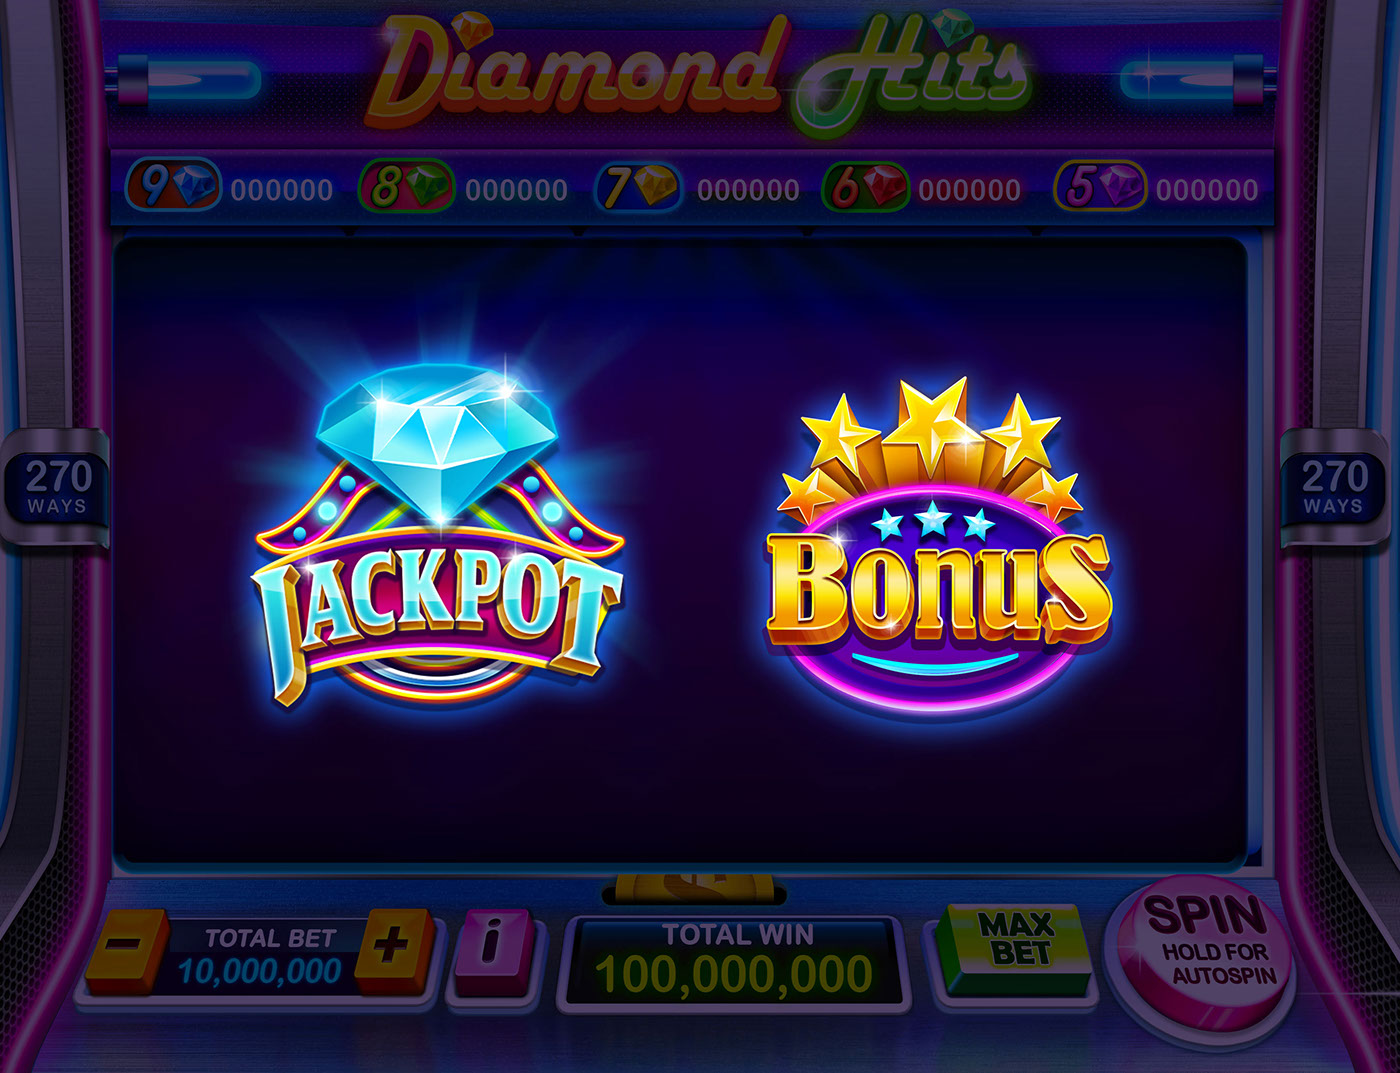 Diamond Hits
9 000000 8 000000 7 000000 6 000000 5 000000
270
WAYS
270
WAYS
JACKPOT
BONUS
- TOTAL BET +
10,000,000
i
TOTAL WIN
100,000,000
MAX
BET
SPIN
HOLD FOR
AUTOSPIN